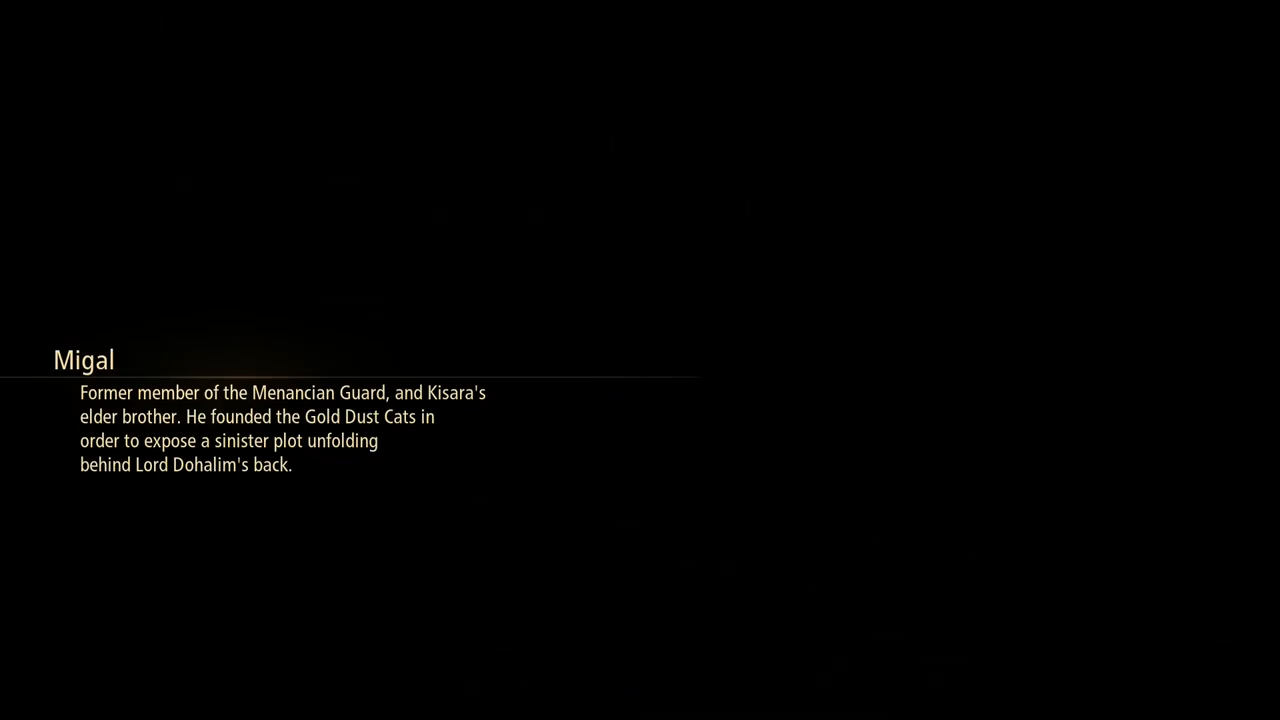 Migal
Former member of the Menancian Guard, and Kisara's
elder brother. He founded the Gold Dust Cats in
order to expose a sinister plot unfolding
behind Lord Dohalim's back.